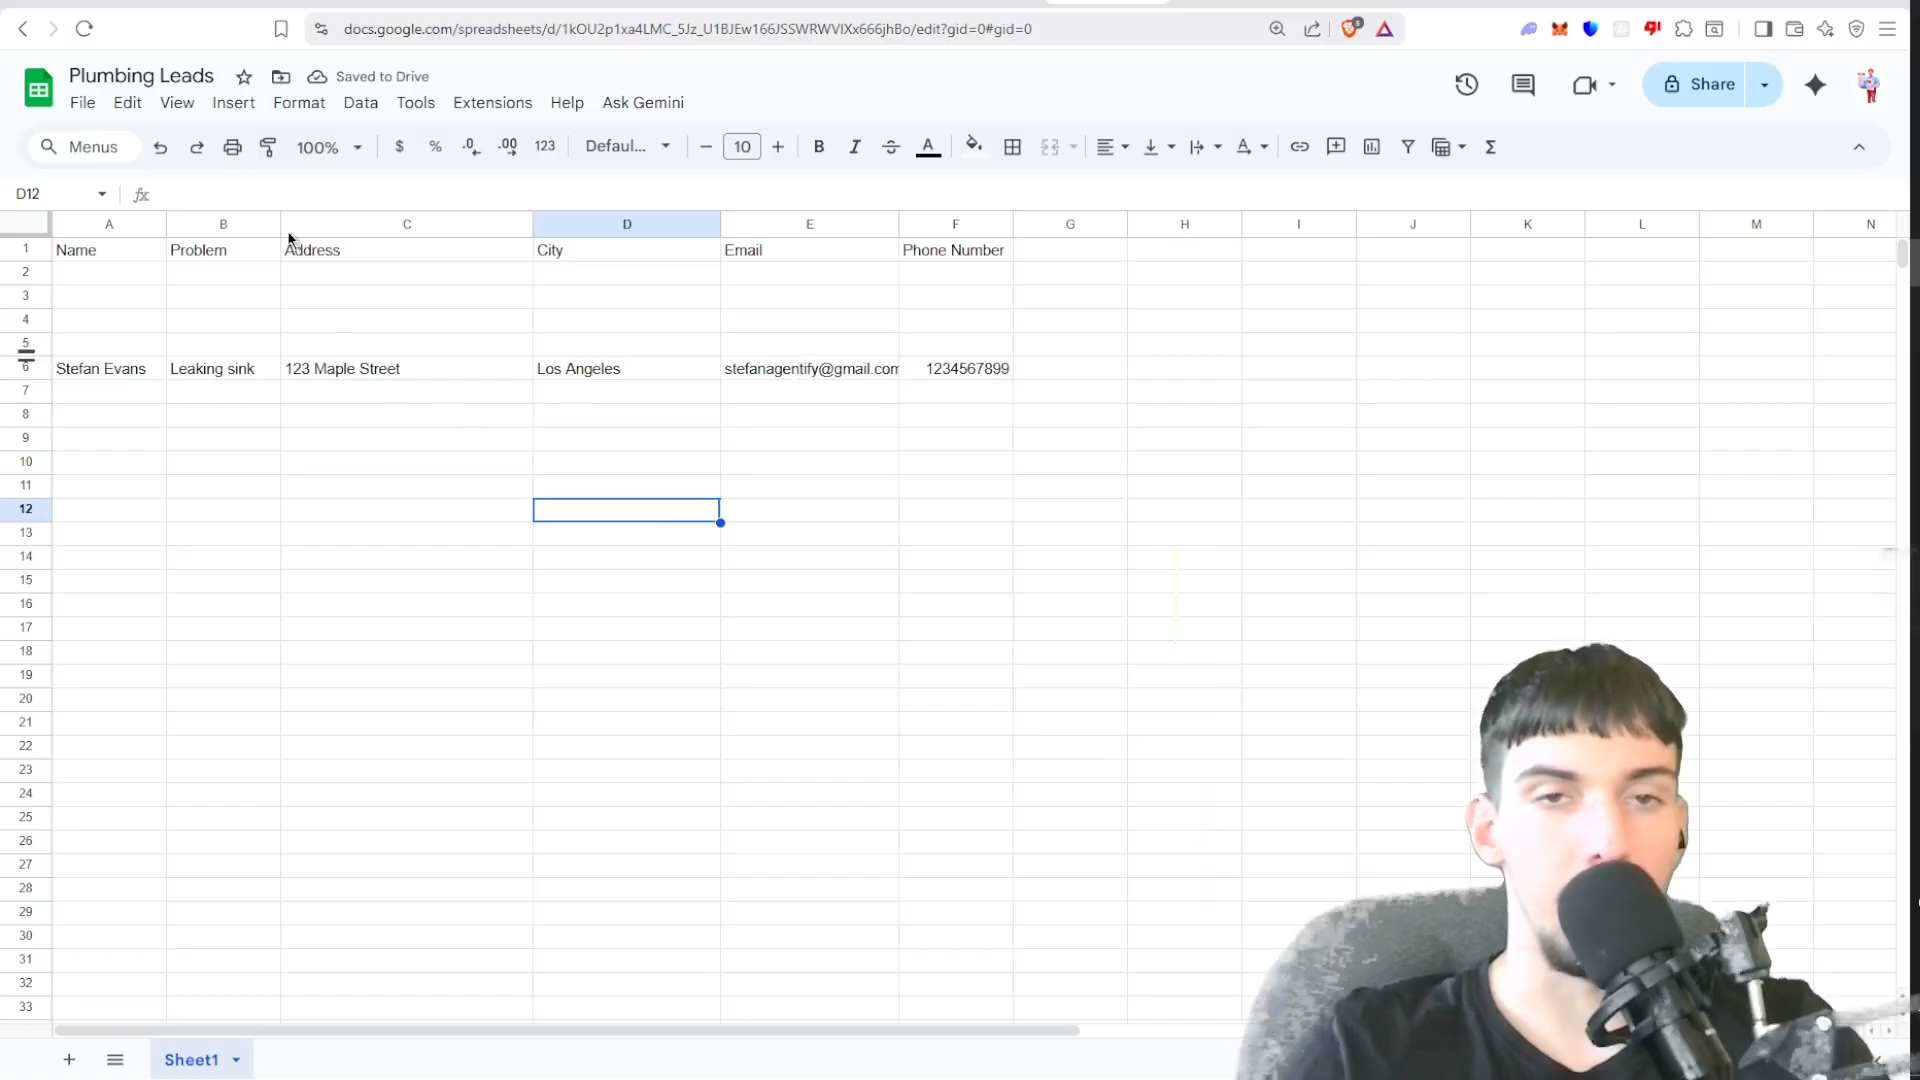 docs.google.com/spreadsheets/d/1kOU2p1xa4LMC_5Jz_U1BJEw166JSSWRWVlXx666jhBo/edit?gid=0#gid=0
Plumbing Leads
Saved to Drive
File Edit View Insert Format Data Tools Extensions Help Ask Gemini
Share
Menus 100% $ % .0 .00 123 Defaul... 10 B I S A
D12 fx
A B C D E F G H I J K L M N
1 Name Problem Address City Email Phone Number
2
3
4
5
6 Stefan Evans Leaking sink 123 Maple Street Los Angeles stefanagentify@gmail.com 1234567899
7
8
9
10
11
12
13
14
15
16
17
18
19
20
21
22
23
24
25
26
27
28
29
30
31
32
33
Sheet1